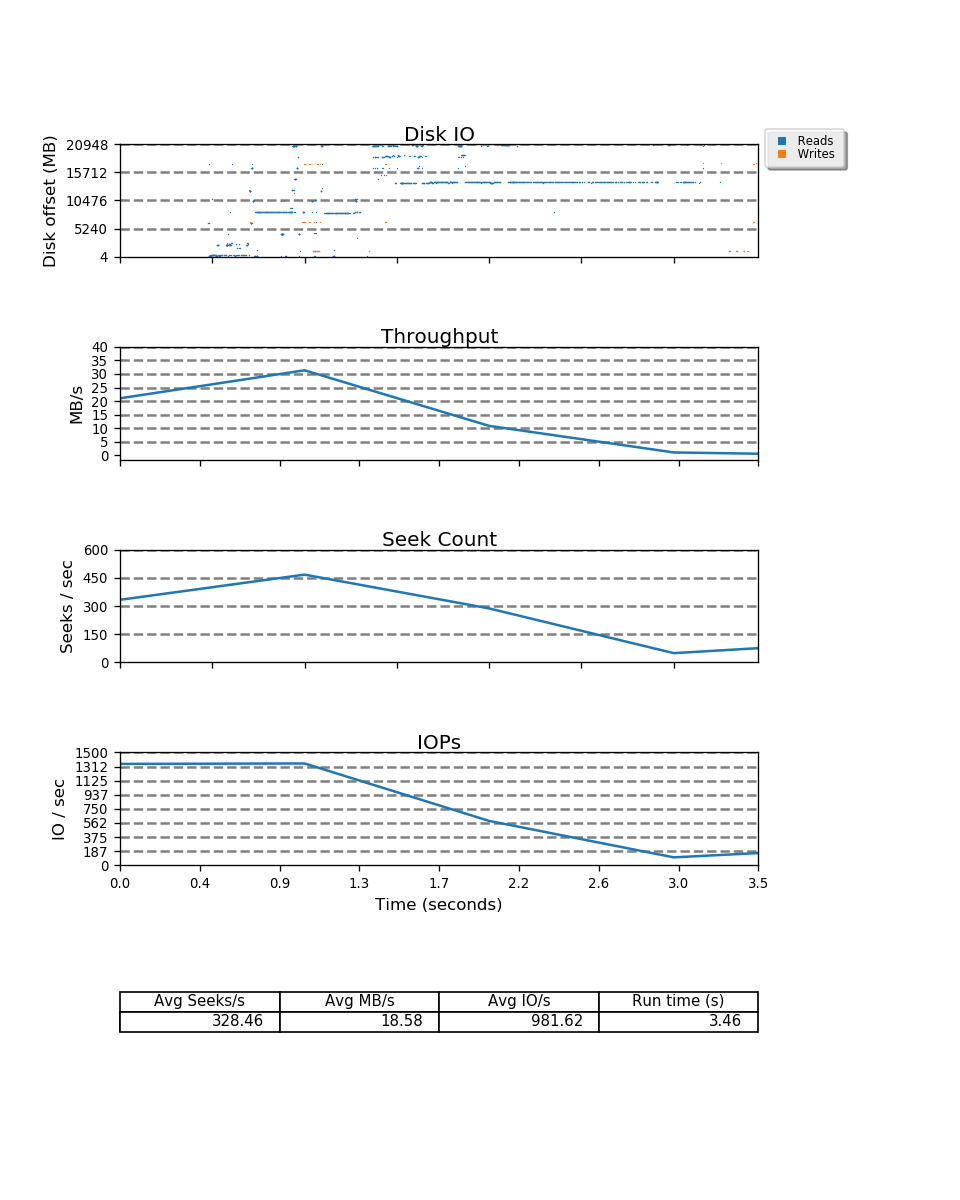 Disk IO
Disk offset (MB)
20948
15712
10476
5240
4
Reads
Writes
Throughput
MB/s
40
35
30
25
20
15
10
5
0
Seek Count
Seeks / sec
600
450
300
150
0
IOPs
IO / sec
1500
1312
1125
937
750
562
375
187
0
0.0 0.4 0.9 1.3 1.7 2.2 2.6 3.0 3.5
Time (seconds)
Avg Seeks/s Avg MB/s Avg IO/s Run time (s)
328.46 18.58 981.62 3.46